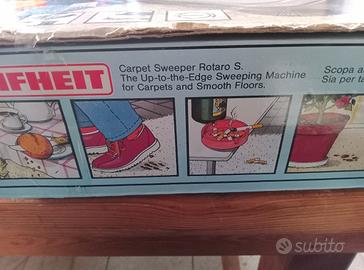 IFHEIT
Carpet Sweeper Rotaro S.
The Up-to-the-Edge Sweeping Machine
for Carpets and Smooth Floors.
Scopa a
Sia per ta
subito